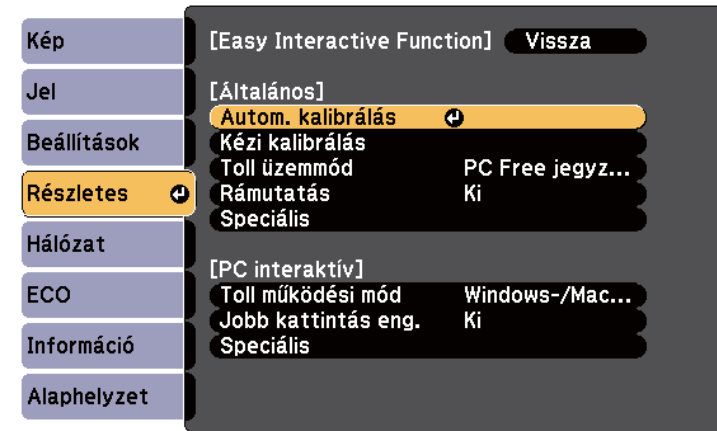 Kép
Jel
Beállítások
Részletes
Hálózat
ECO
Információ
Alaphelyzet
[Easy Interactive Function] Vissza
[Általános]
Autom. kalibrálás
Kézi kalibrálás
Toll üzemmód PC Free jegyz...
Rámutatás Ki
Speciális
[PC interaktív]
Toll működési mód Windows-/Mac...
Jobb kattintás eng. Ki
Speciális